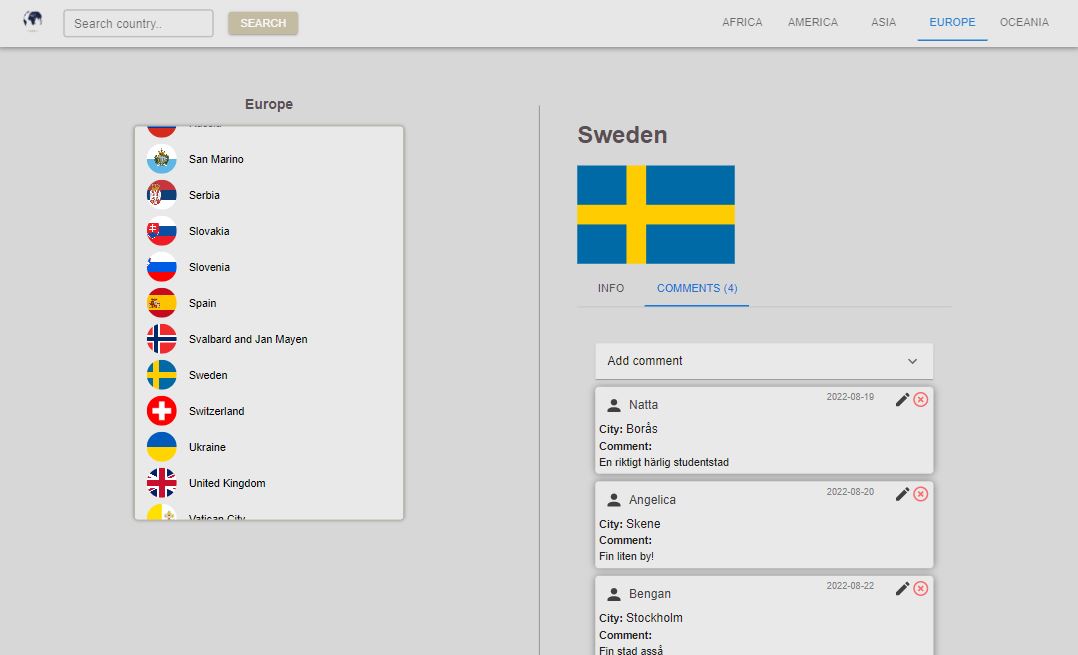 Search country..
SEARCH
AFRICA
AMERICA
ASIA
EUROPE
OCEANIA
Europe
Russia
San Marino
Serbia
Slovakia
Slovenia
Spain
Svalbard and Jan Mayen
Sweden
Switzerland
Ukraine
United Kingdom
Vatican City
Sweden
INFO
COMMENTS (4)
Add comment
Natta
2022-08-19
City: Borås
Comment:
En riktigt härlig studentstad
Angelica
2022-08-20
City: Skene
Comment:
Fin liten by!
Bengan
2022-08-22
City: Stockholm
Comment:
Fin stad asså